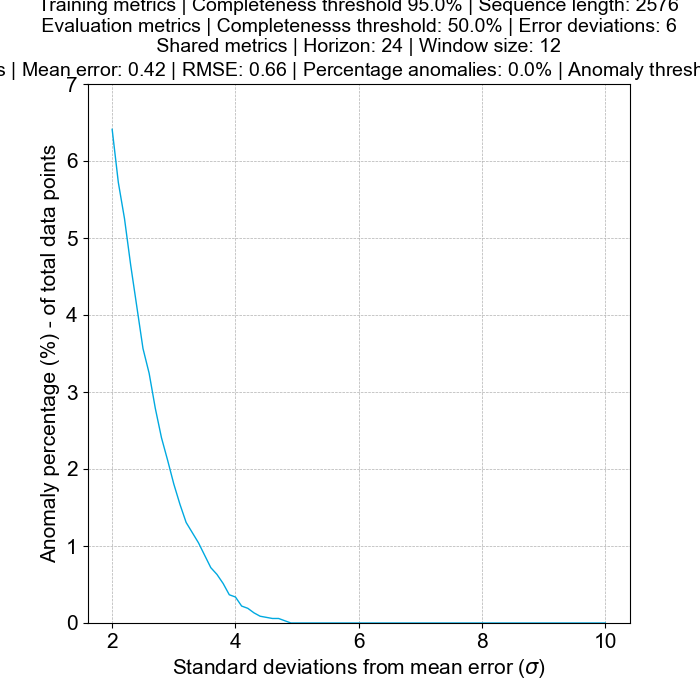 Training metrics | Completeness threshold 95.0% | Sequence length: 2576
Evaluation metrics | Completenesss threshold: 50.0% | Error deviations: 6
Shared metrics | Horizon: 24 | Window size: 12
| Mean error: 0.42 | RMSE: 0.66 | Percentage anomalies: 0.0% | Anomaly
7
6
5
4
3
2
1
0
Anomaly percentage (%) - of total data points
2 4 6 8 10
Standard deviations from mean error (σ)